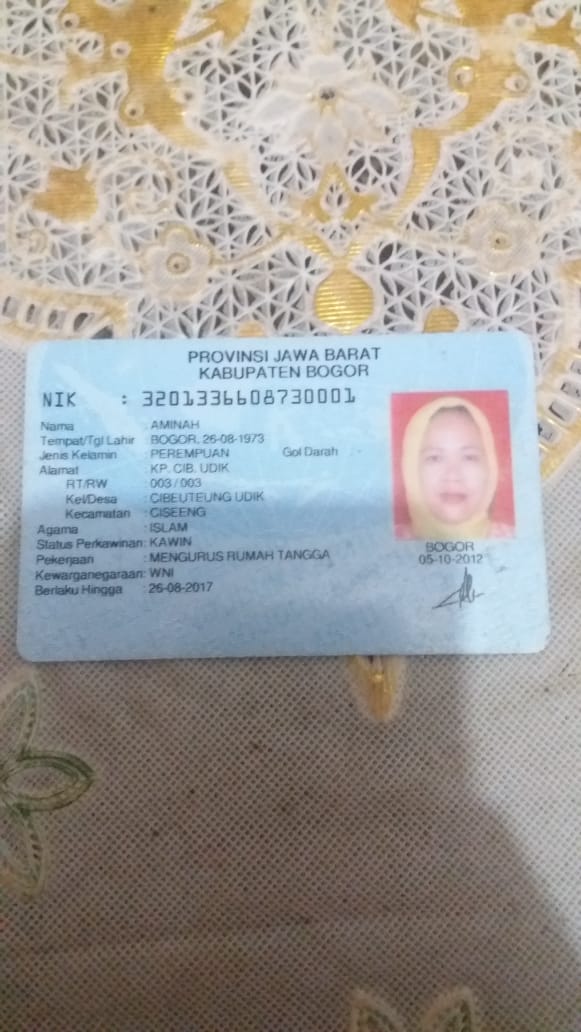 PROVINSI JAWA BARAT
KABUPATEN BOGOR
NIK : 3201336608730001
Nama : AMINAH
Tempat/Tgl Lahir : BOGOR, 26-08-1973
Jenis Kelamin : PEREMPUAN Gol Darah
Alamat : KP. CIB. UDIK
RT/RW : 003 / 003
Kel/Desa : CIBEUTEUNG UDIK
Kecamatan : CISEENG
Agama : ISLAM
Status Perkawinan: KAWIN
Pekerjaan : MENGURUS RUMAH TANGGA
Kewarganegaraan: WNI
Berlaku Hingga : 26-08-2017
BOGOR
05-10-2012